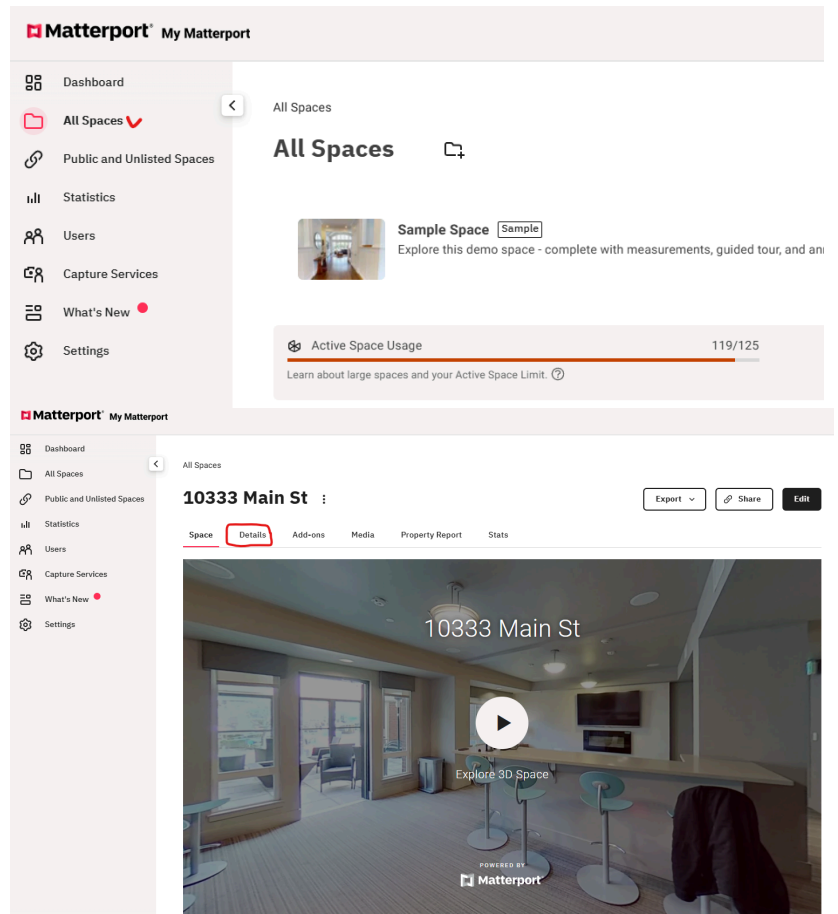 Matterport® My Matterport
Dashboard
All Spaces
Public and Unlisted Spaces
Statistics
Users
Capture Services
What's New
Settings
All Spaces
All Spaces
Sample Space Sample
Explore this demo space - complete with measurements, guided tour, and
Active Space Usage 119/125
Learn about large spaces and your Active Space Limit. ?
Matterport® My Matterport
Dashboard
All Spaces
Public and Unlisted Spaces
Statistics
Users
Capture Services
What's New
Settings
All Spaces
10333 Main St
Export Share Edit
Space Details Add-ons Media Property Report Stats
10333 Main St
Explore 3D Space
POWERED BY
Matterport